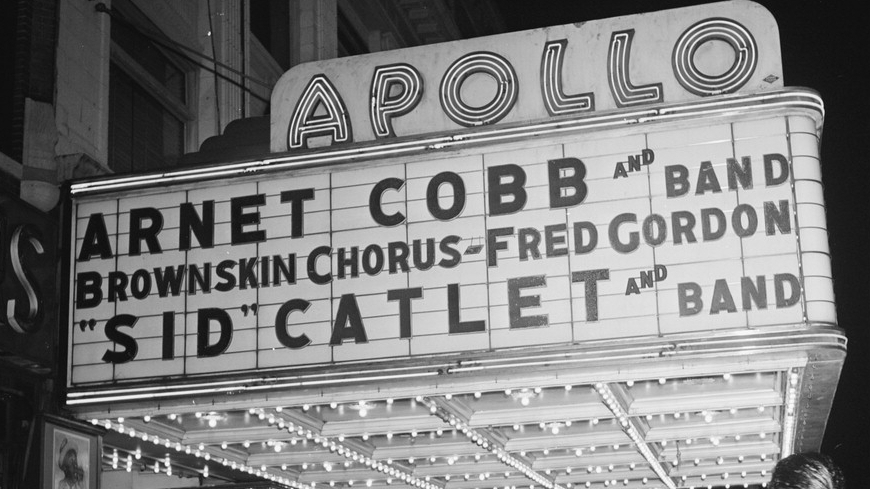 APOLLO
ARNET COBB AND BAND
BROWNSKIN CHORUS-FRED GORDON
"SID" CATLET AND BAND
S